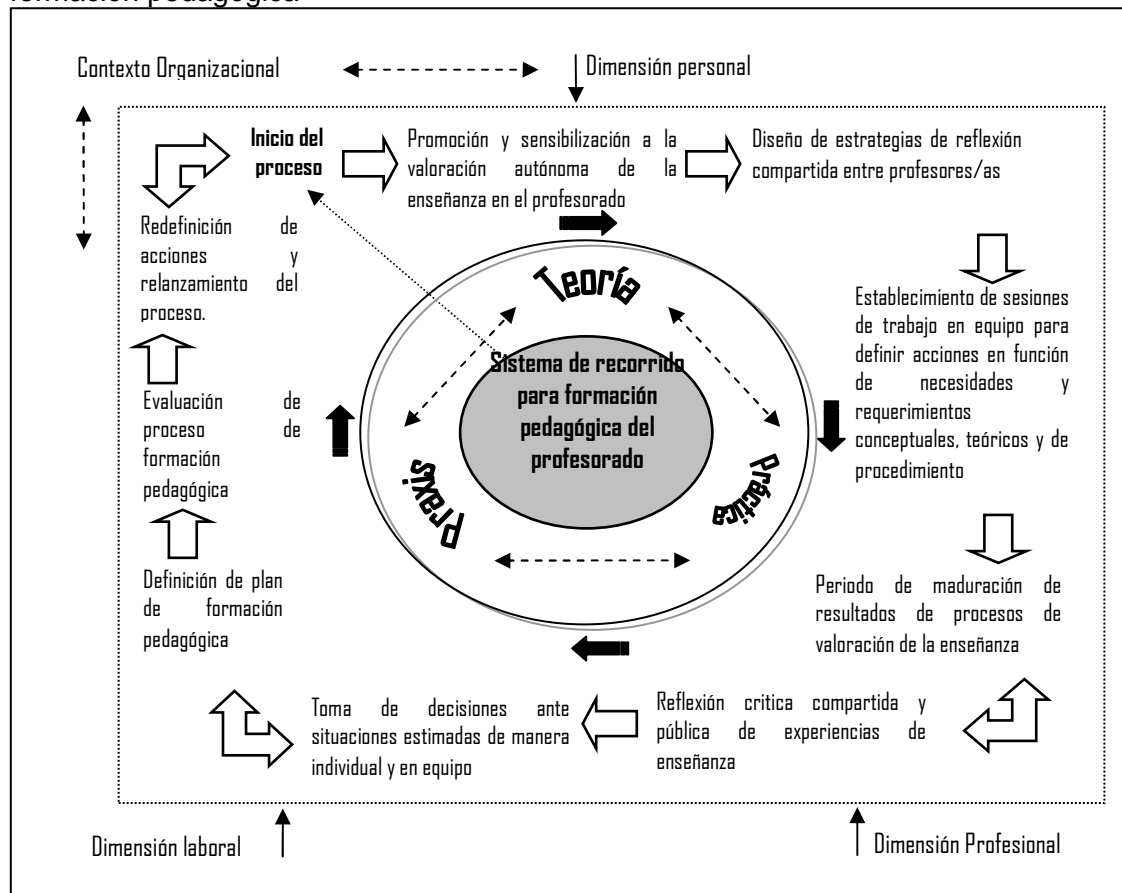 formación pedagógica
Contexto Organizacional
Dimensión personal
Inicio del
proceso
Promoción y sensibilización a la
valoración autónoma de la
enseñanza en el profesorado
Diseño de estrategias de reflexión
compartida entre profesores/as
Establecimiento de sesiones
de trabajo en equipo para
definir acciones en función
de necesidades y
requerimientos
conceptuales, teóricos y de
procedimiento
Periodo de maduración de
resultados de procesos de
valoración de la enseñanza
Reflexión critica compartida y
pública de experiencias de
enseñanza
Toma de decisiones ante
situaciones estimadas de manera
individual y en equipo
Definición de plan
de formación
pedagógica
Evaluación de
proceso de
formación
pedagógica
Redefinición de
acciones y
relanzamiento del
proceso.
Teoría
Práctica
Praxis
Sistema de recorrido
para formación
pedagógica del
profesorado
Dimensión laboral
Dimensión Profesional